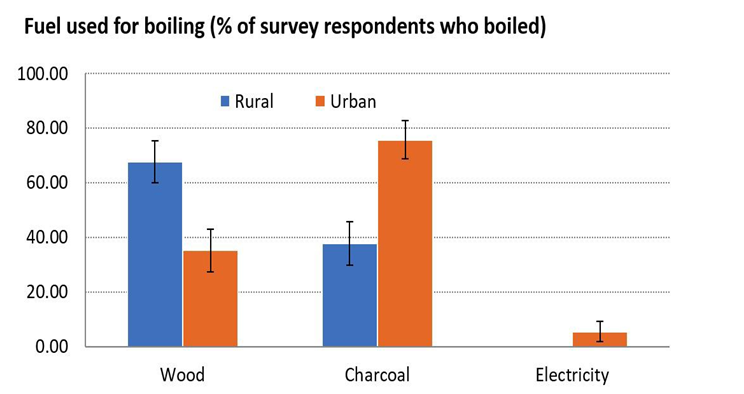 Fuel used for boiling (% of survey respondents who boiled)
100.00
Rural Urban
80.00
60.00
40.00
20.00
0.00
Wood Charcoal Electricity